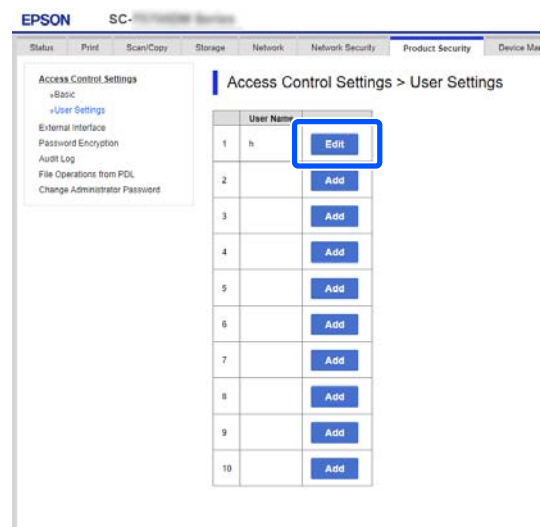 EPSON SC-
Status Print Scan/Copy Storage Network Network Security Product Security Device
Access Control Settings
»Basic
»User Settings
External Interface
Password Encryption
Audit Log
File Operations from PDL
Change Administrator Password
Access Control Settings > User Settings
User Name
1 h Edit
2 Add
3 Add
4 Add
5 Add
6 Add
7 Add
8 Add
9 Add
10 Add